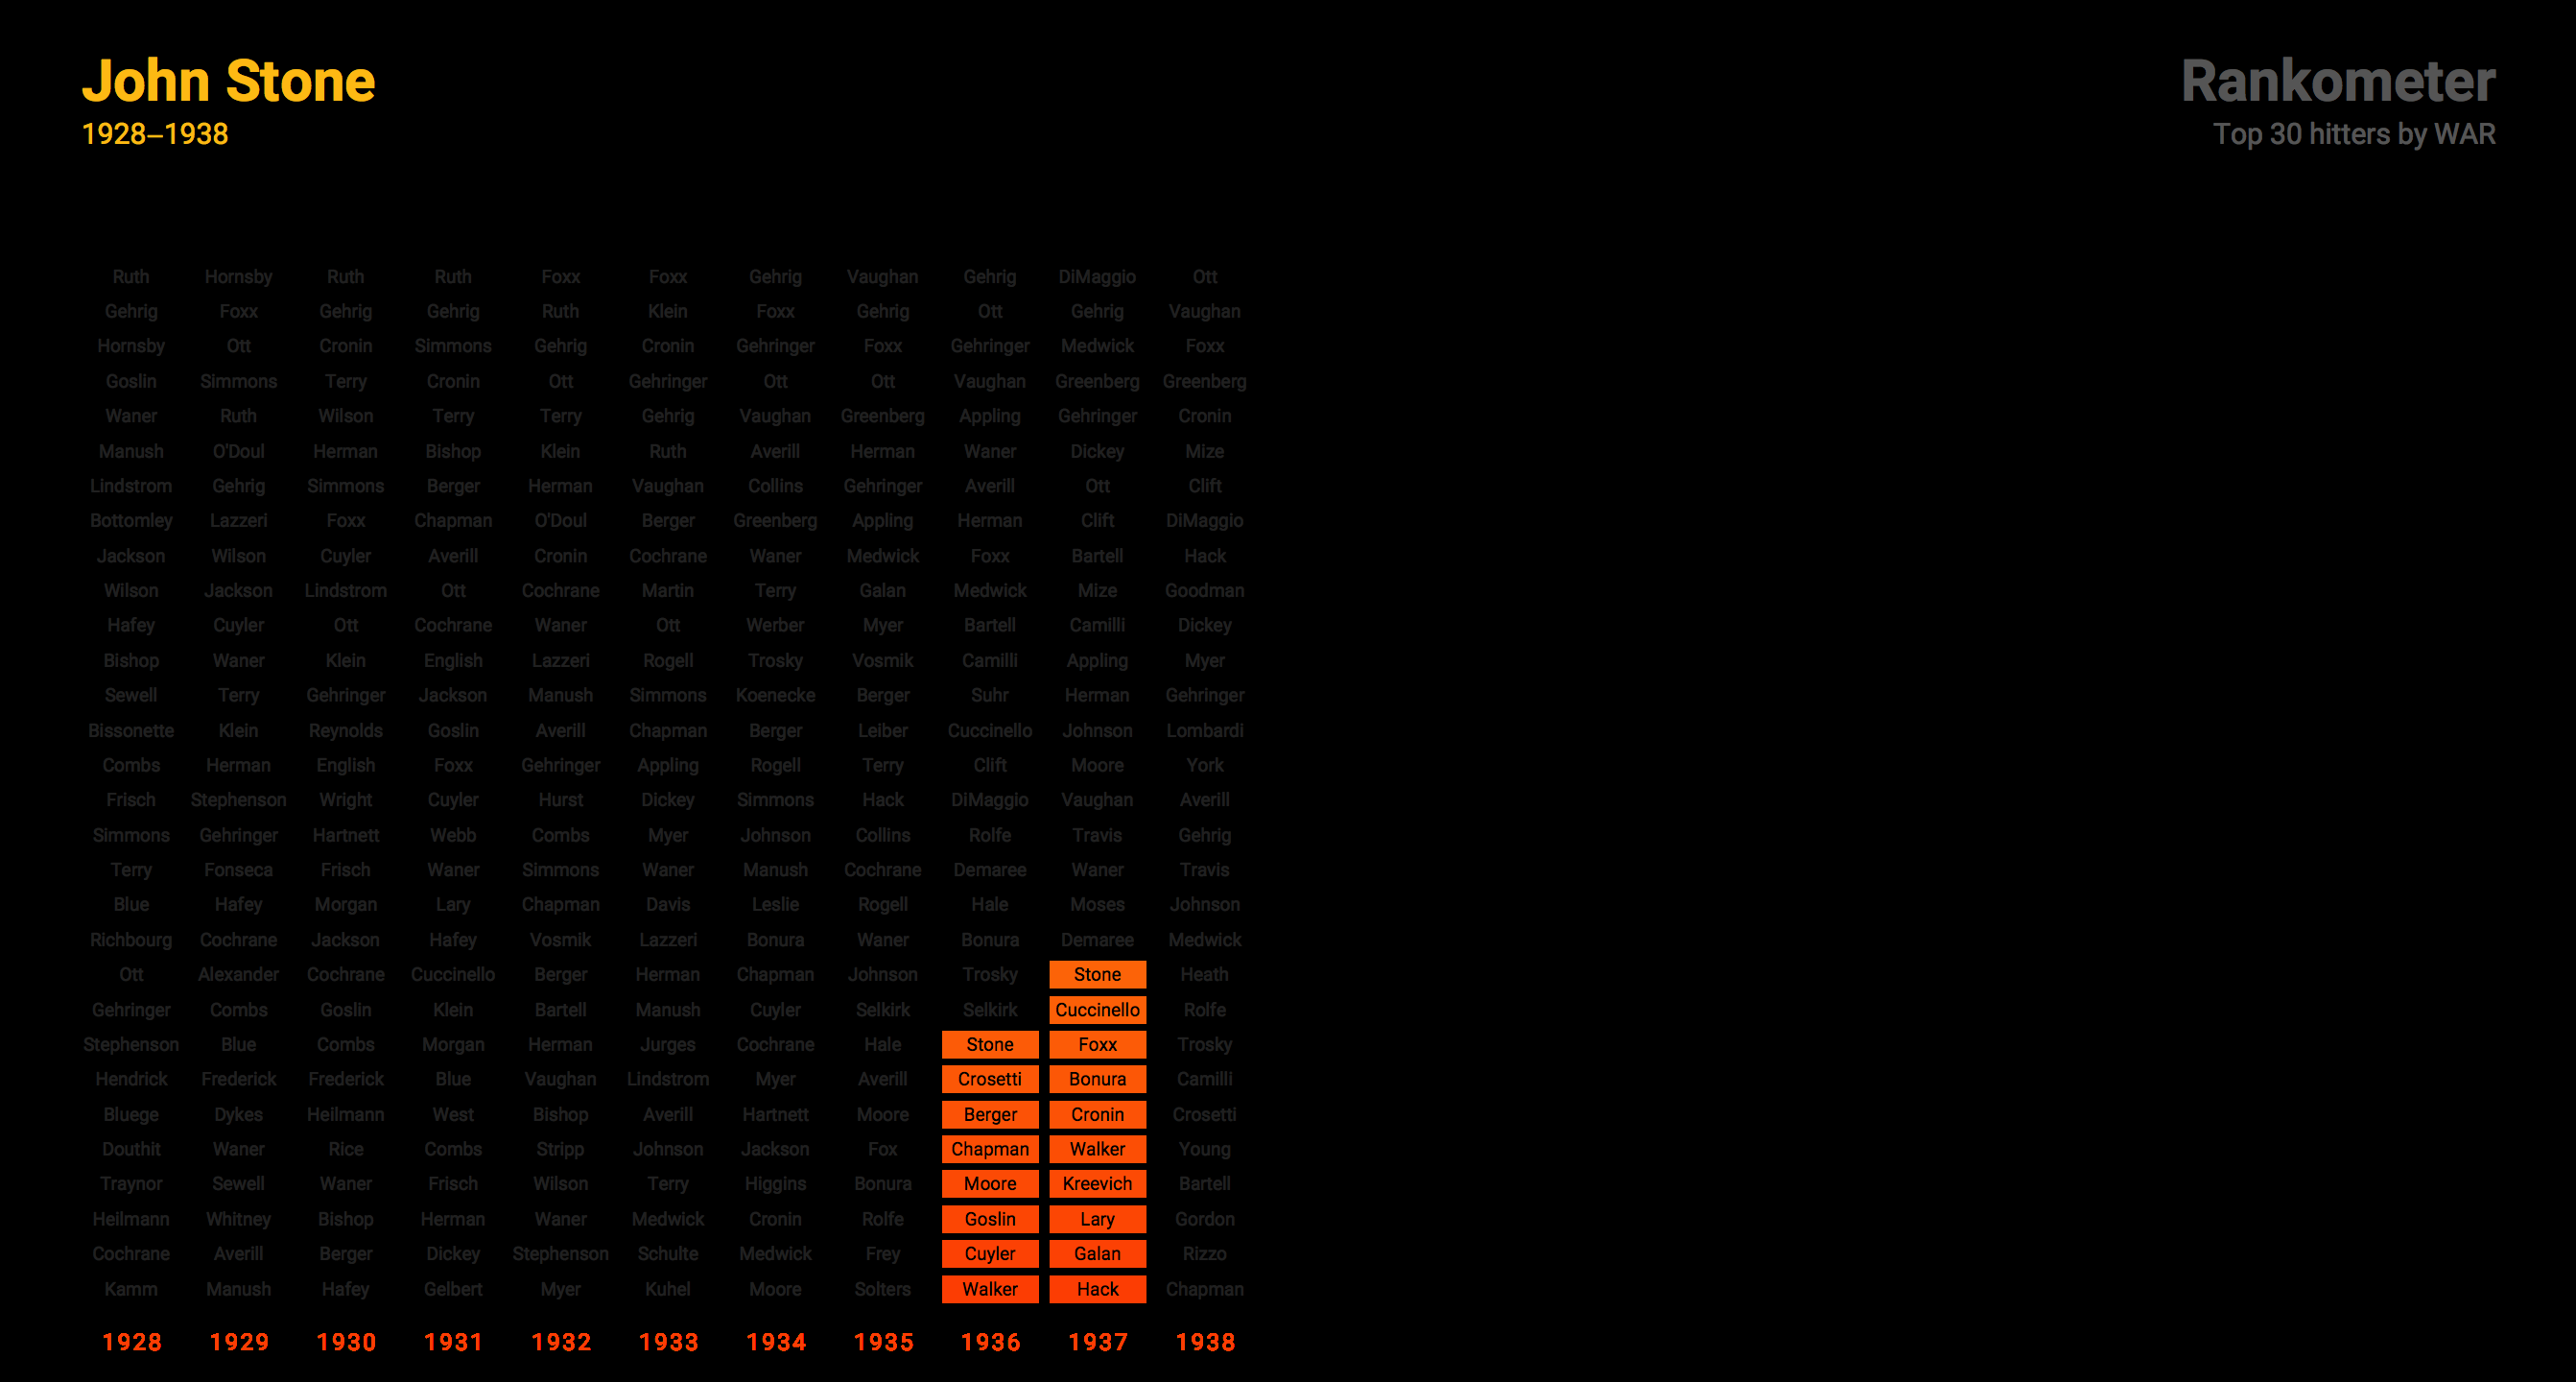 John Stone
1928–1938
Rankometer
Top 30 hitters by WAR
Ruth Hornsby Ruth Ruth Foxx Foxx Gehrig Vaughan Gehrig DiMaggio Ott
Gehrig Foxx Gehrig Gehrig Ruth Klein Foxx Gehrig Ott Gehrig Vaughan
Hornsby Ott Cronin Simmons Gehrig Cronin Gehringer Foxx Gehringer Medwick Foxx
Goslin Simmons Terry Cronin Ott Gehringer Ott Ott Vaughan Greenberg Greenberg
Waner Ruth Wilson Terry Terry Gehrig Vaughan Greenberg Appling Gehringer Cronin
Manush O'Doul Herman Bishop Klein Ruth Averill Herman Waner Dickey Mize
Lindstrom Gehrig Simmons Berger Herman Vaughan Collins Gehringer Averill Ott Clift
Bottomley Lazzeri Foxx Chapman O'Doul Berger Greenberg Appling Herman Clift DiMaggio
Jackson Wilson Cuyler Averill Cronin Cochrane Waner Medwick Foxx Bartell Hack
Wilson Jackson Lindstrom Ott Cochrane Martin Terry Galan Medwick Mize Goodman
Hafey Cuyler Ott Cochrane Waner Ott Werber Myer Bartell Camilli Dickey
Bishop Waner Klein English Lazzeri Rogell Trosky Vosmik Camilli Appling Myer
Sewell Terry Gehringer Jackson Manush Simmons Koenecke Berger Suhr Herman Gehringer
Bissonette Klein Reynolds Goslin Averill Chapman Berger Leiber Cuccinello Johnson Lombardi
Combs Herman English Foxx Gehringer Appling Rogell Terry Clift Moore York
Frisch Stephenson Wright Cuyler Hurst Dickey Simmons Hack DiMaggio Vaughan Averill
Simmons Gehringer Hartnett Webb Combs Myer Johnson Collins Rolfe Travis Gehrig
Terry Fonseca Frisch Waner Simmons Waner Manush Cochrane Demaree Waner Travis
Blue Hafey Morgan Lary Chapman Davis Leslie Rogell Hale Moses Johnson
Richbourg Cochrane Jackson Hafey Vosmik Lazzeri Bonura Waner Bonura Demaree Medwick
Ott Alexander Cochrane Cuccinello Berger Herman Chapman Johnson Trosky Stone Heath
Gehringer Combs Goslin Klein Bartell Manush Cuyler Selkirk Selkirk Cuccinello Rolfe
Stephenson Blue Combs Morgan Herman Jurges Cochrane Hale Stone Foxx Trosky
Hendrick Frederick Frederick Blue Vaughan Lindstrom Myer Averill Crosetti Bonura Camilli
Bluege Dykes Heilmann West Bishop Averill Hartnett Moore Berger Cronin Crosetti
Douthit Waner Rice Combs Stripp Johnson Jackson Fox Chapman Walker Young
Traynor Sewell Waner Frisch Wilson Terry Higgins Bonura Moore Kreevich Bartell
Heilmann Whitney Bishop Herman Waner Medwick Cronin Rolfe Goslin Lary Gordon
Cochrane Averill Berger Dickey Stephenson Schulte Medwick Frey Cuyler Galan Rizzo
Kamm Manush Hafey Gelbert Myer Kuhel Moore Solters Walker Hack Chapman
1928 1929 1930 1931 1932 1933 1934 1935 1936 1937 1938